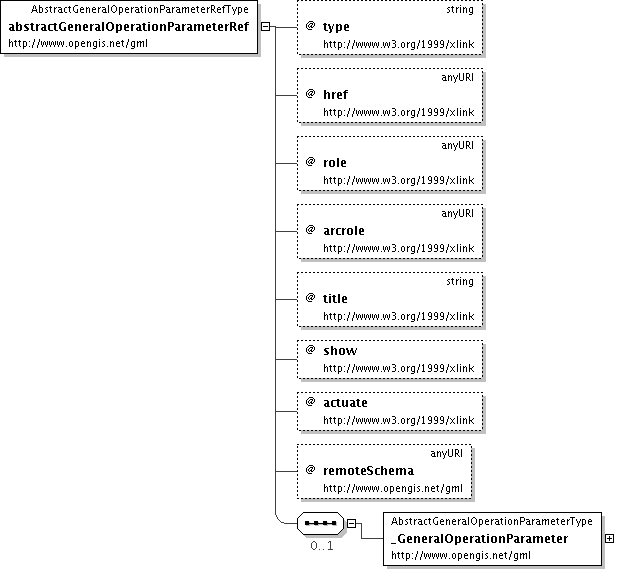 AbstractGeneralOperationParameterRefType
abstractGeneralOperationParameterRef
http://www.opengis.net/gml
string
@ type
http://www.w3.org/1999/xlink
anyURI
@ href
http://www.w3.org/1999/xlink
anyURI
@ role
http://www.w3.org/1999/xlink
anyURI
@ arcrole
http://www.w3.org/1999/xlink
string
@ title
http://www.w3.org/1999/xlink
@ show
http://www.w3.org/1999/xlink
@ actuate
http://www.w3.org/1999/xlink
anyURI
@ remoteSchema
http://www.opengis.net/gml
0..1
AbstractGeneralOperationParameterType
_GeneralOperationParameter
http://www.opengis.net/gml